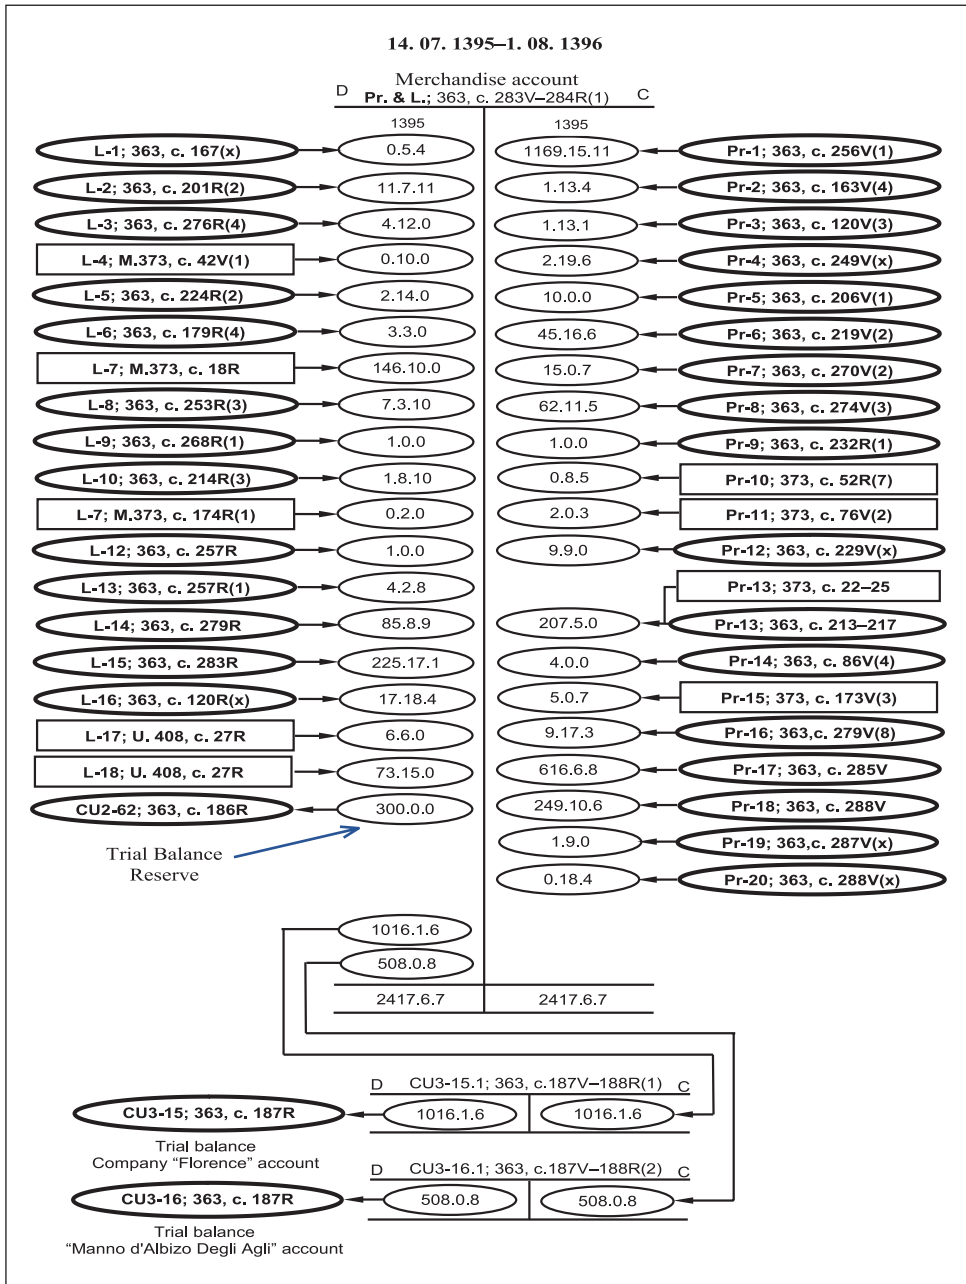 14. 07. 1395–1. 08. 1396
Merchandise account
D Pr. & L.; 363, c. 283V–284R(1) C
1395 1395
L-1; 363, c. 167(x) 0.5.4 1169.15.11 Pr-1; 363, c. 256V(1)
L-2; 363, c. 201R(2) 11.7.11 1.13.4 Pr-2; 363, c. 163V(4)
L-3; 363, c. 276R(4) 4.12.0 1.13.1 Pr-3; 363, c. 120V(3)
L-4; M.373, c. 42V(1) 0.10.0 2.19.6 Pr-4; 363, c. 249V(x)
L-5; 363, c. 224R(2) 2.14.0 10.0.0 Pr-5; 363, c. 206V(1)
L-6; 363, c. 179R(4) 3.3.0 45.16.6 Pr-6; 363, c. 219V(2)
L-7; M.373, c. 18R 146.10.0 15.0.7 Pr-7; 363, c. 270V(2)
L-8; 363, c. 253R(3) 7.3.10 62.11.5 Pr-8; 363, c. 274V(3)
L-9; 363, c. 268R(1) 1.0.0 1.0.0 Pr-9; 363, c. 232R(1)
L-10; 363, c. 214R(3) 1.8.10 0.8.5 Pr-10; 373, c. 52R(7)
L-7; M.373, c. 174R(1) 0.2.0 2.0.3 Pr-11; 373, c. 76V(2)
L-12; 363, c. 257R 1.0.0 9.9.0 Pr-12; 363, c. 229V(x)
L-13; 363, c. 257R(1) 4.2.8 Pr-13; 373, c. 22–25
L-14; 363, c. 279R 85.8.9 207.5.0 Pr-13; 363, c. 213–217
L-15; 363, c. 283R 225.17.1 4.0.0 Pr-14; 363, c. 86V(4)
L-16; 363, c. 120R(x) 17.18.4 5.0.7 Pr-15; 373, c. 173V(3)
L-17; U. 408, c. 27R 6.6.0 9.17.3 Pr-16; 363,c. 279V(8)
L-18; U. 408, c. 27R 73.15.0 616.6.8 Pr-17; 363, c. 285V
CU2-62; 363, c. 186R 300.0.0 249.10.6 Pr-18; 363, c. 288V
Trial Balance 1.9.0 Pr-19; 363,c. 287V(x)
Reserve 0.18.4 Pr-20; 363, c. 288V(x)
1016.1.6
508.0.8
2417.6.7 2417.6.7
D CU3-15.1; 363, c.187V–188R(1) C
CU3-15; 363, c. 187R 1016.1.6 1016.1.6
Trial balance
Company “Florence” account
D CU3-16.1; 363, c.187V–188R(2) C
CU3-16; 363, c. 187R 508.0.8 508.0.8
Trial balance
“Manno d'Albizo Degli Agli” account